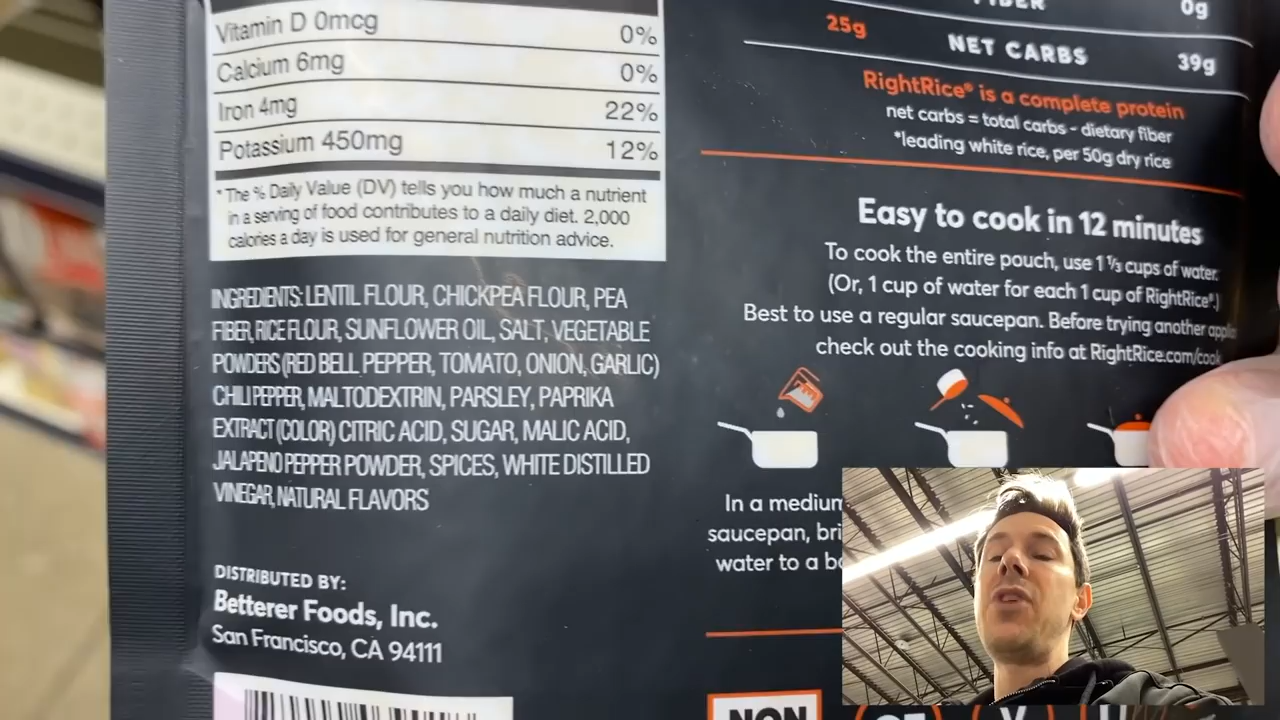 Vitamin D 0mcg 0%
Calcium 6mg 0%
Iron 4mg 22%
Potassium 450mg 12%
* The % Daily Value (DV) tells you how much a nutrient
in a serving of food contributes to a daily diet. 2,000
calories a day is used for general nutrition advice.
INGREDIENTS: LENTIL FLOUR, CHICKPEA FLOUR, PEA
FIBER, RICE FLOUR, SUNFLOWER OIL, SALT, VEGETABLE
POWDERS (RED BELL PEPPER, TOMATO, ONION, GARLIC)
CHILI PEPPER, MALTODEXTRIN, PARSLEY, PAPRIKA
EXTRACT (COLOR) CITRIC ACID, SUGAR, MALIC ACID,
JALAPENO PEPPER POWDER, SPICES, WHITE DISTILLED
VINEGAR, NATURAL FLAVORS
DISTRIBUTED BY:
Betterer Foods, Inc.
San Francisco, CA 94111
FIBER 0g
25g NET CARBS 39g
RightRice® is a complete protein
net carbs = total carbs - dietary fiber
*leading white rice, per 50g dry rice
Easy to cook in 12 minutes
To cook the entire pouch, use 1 1/3 cups of water.
(Or, 1 cup of water for each 1 cup of RightRice®.)
Best to use a regular saucepan. Before trying another
check out the cooking info at RightRice.com/cook
In a medium
saucepan,
water to a
NON